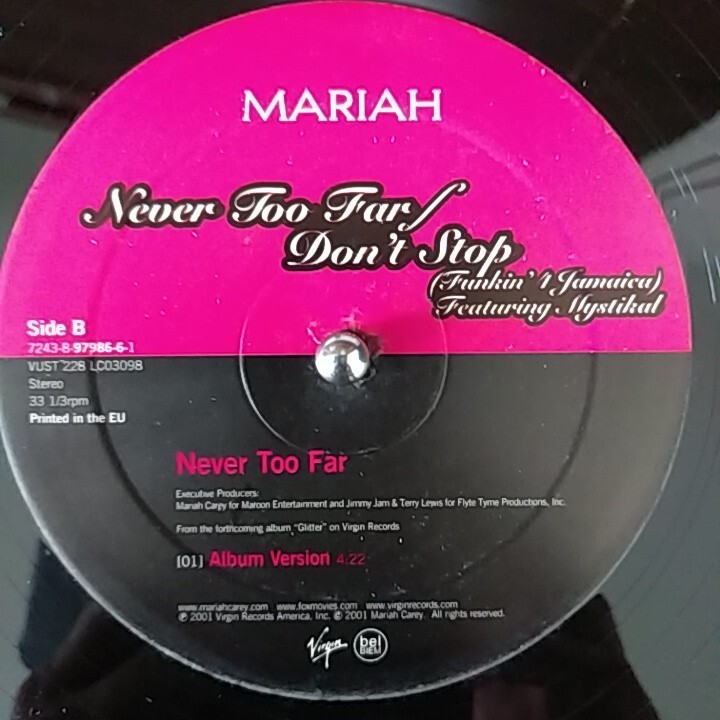 MARIAH
Never Too Far/
Don't Stop
(Funkin' 4 Jamaica)
Featuring Mystikal
Side B
7243-8-97986-6-1
VUST 228 LC03098
Stereo
33 1/3rpm
Printed in the EU
Never Too Far
Executive Producers:
Mariah Carey for Maroon Entertainment and Jimmy Jam & Terry Lewis for Flyte Tyme Productions, Inc.
From the forthcoming album "Glitter" on Virgin Records
[01] Album Version 4:22
www.mariahcarey.com www.foxmovies.com www.virginrecords.com
℗ 2001 Virgin Records America, Inc. © 2001 Mariah Carey. All rights reserved.
Virgin bel
BIEM